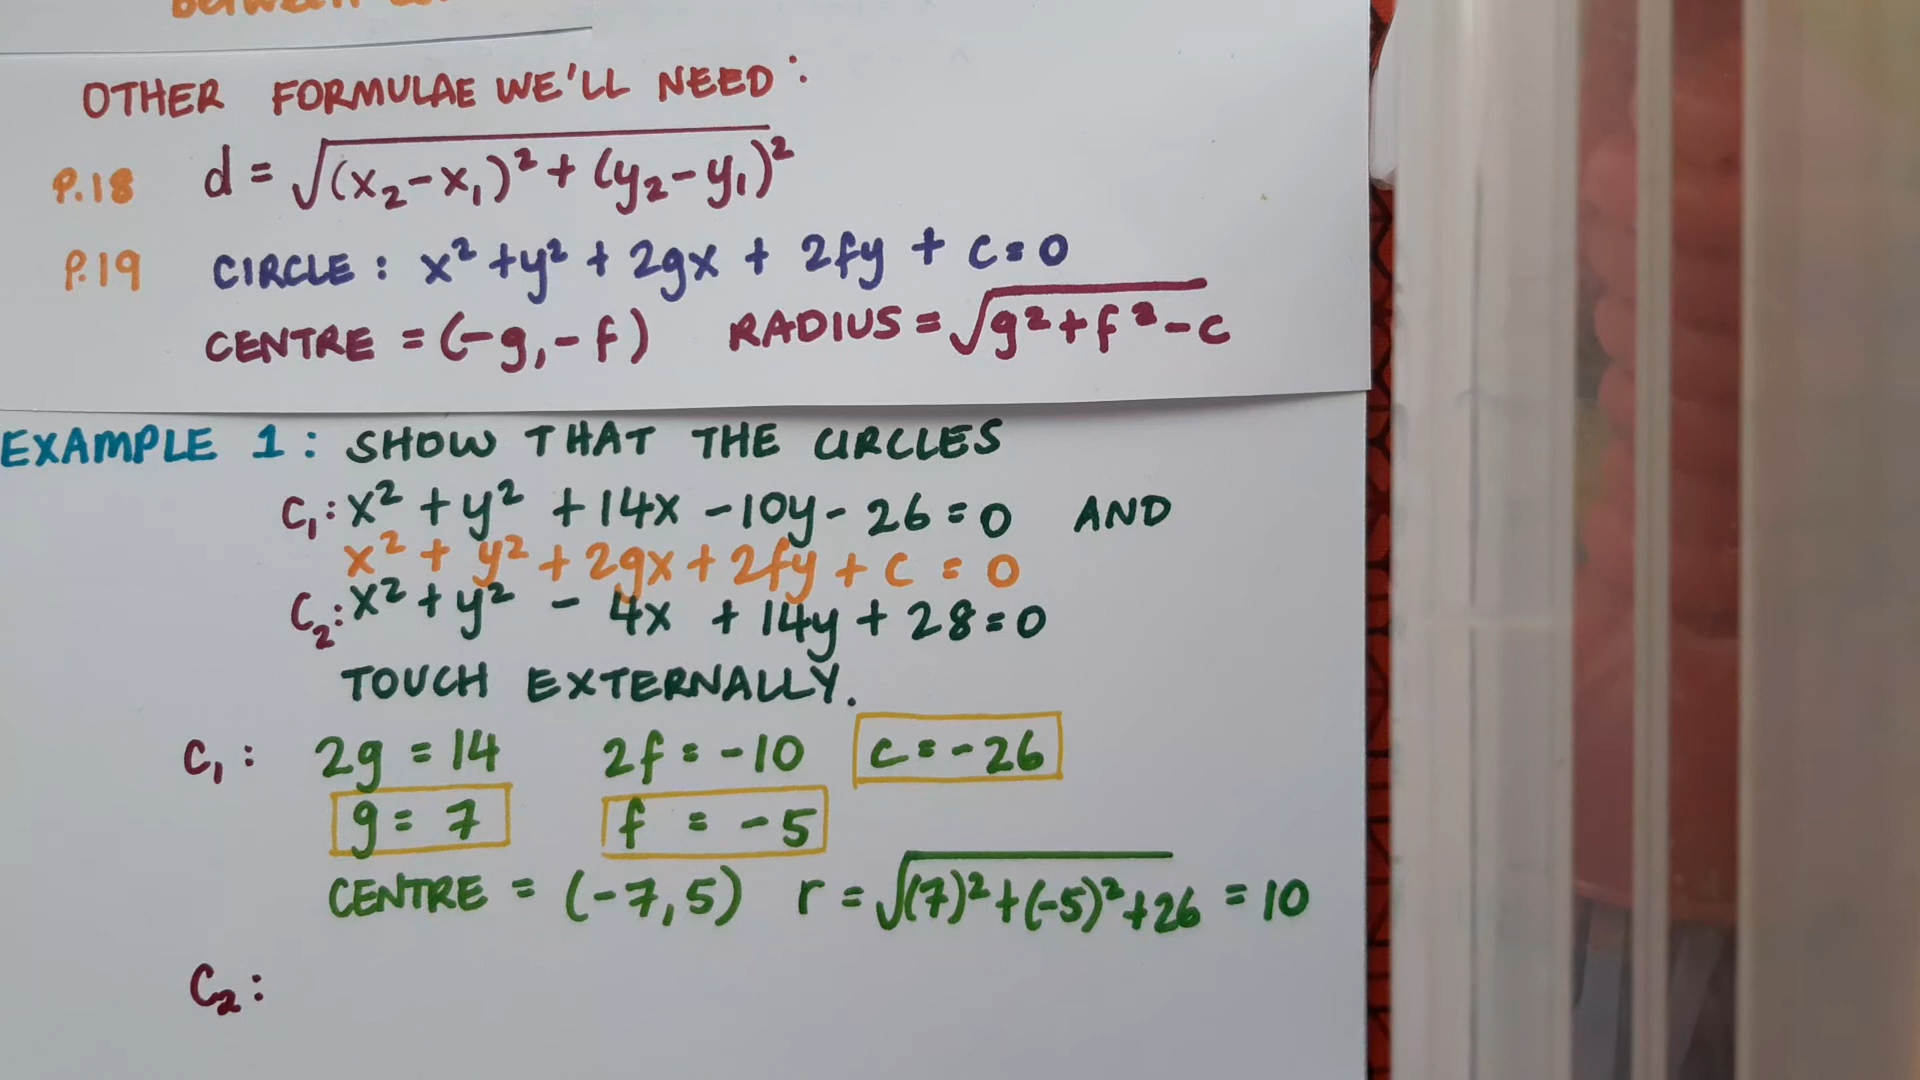 between
OTHER FORMULAE WE'LL NEED:
P.18 d = √(x₂-x₁)² + (y₂-y₁)²
P.19 CIRCLE: x² + y² + 2gx + 2fy + c = 0
CENTRE = (-g, -f) RADIUS = √g² + f² - c
EXAMPLE 1: SHOW THAT THE CIRCLES
C₁: x² + y² + 14x - 10y - 26 = 0 AND
x² + y² + 2gx + 2fy + c = 0
C₂: x² + y² - 4x + 14y + 28 = 0
TOUCH EXTERNALLY.
C₁: 2g = 14 2f = -10 c = -26
g = 7 f = -5
CENTRE = (-7, 5) r = √(7)² + (-5)² + 26 = 10
C₂: